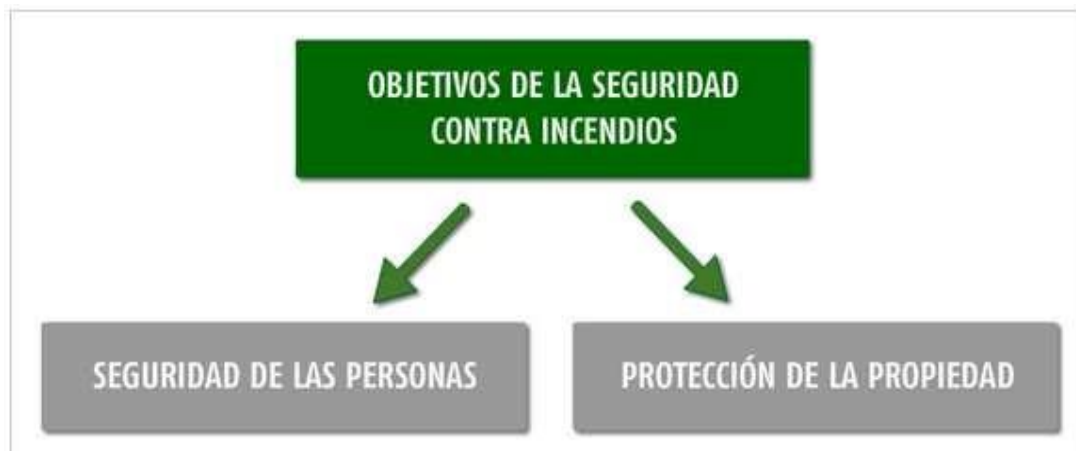 OBJETIVOS DE LA SEGURIDAD
CONTRA INCENDIOS
SEGURIDAD DE LAS PERSONAS
PROTECCIÓN DE LA PROPIEDAD